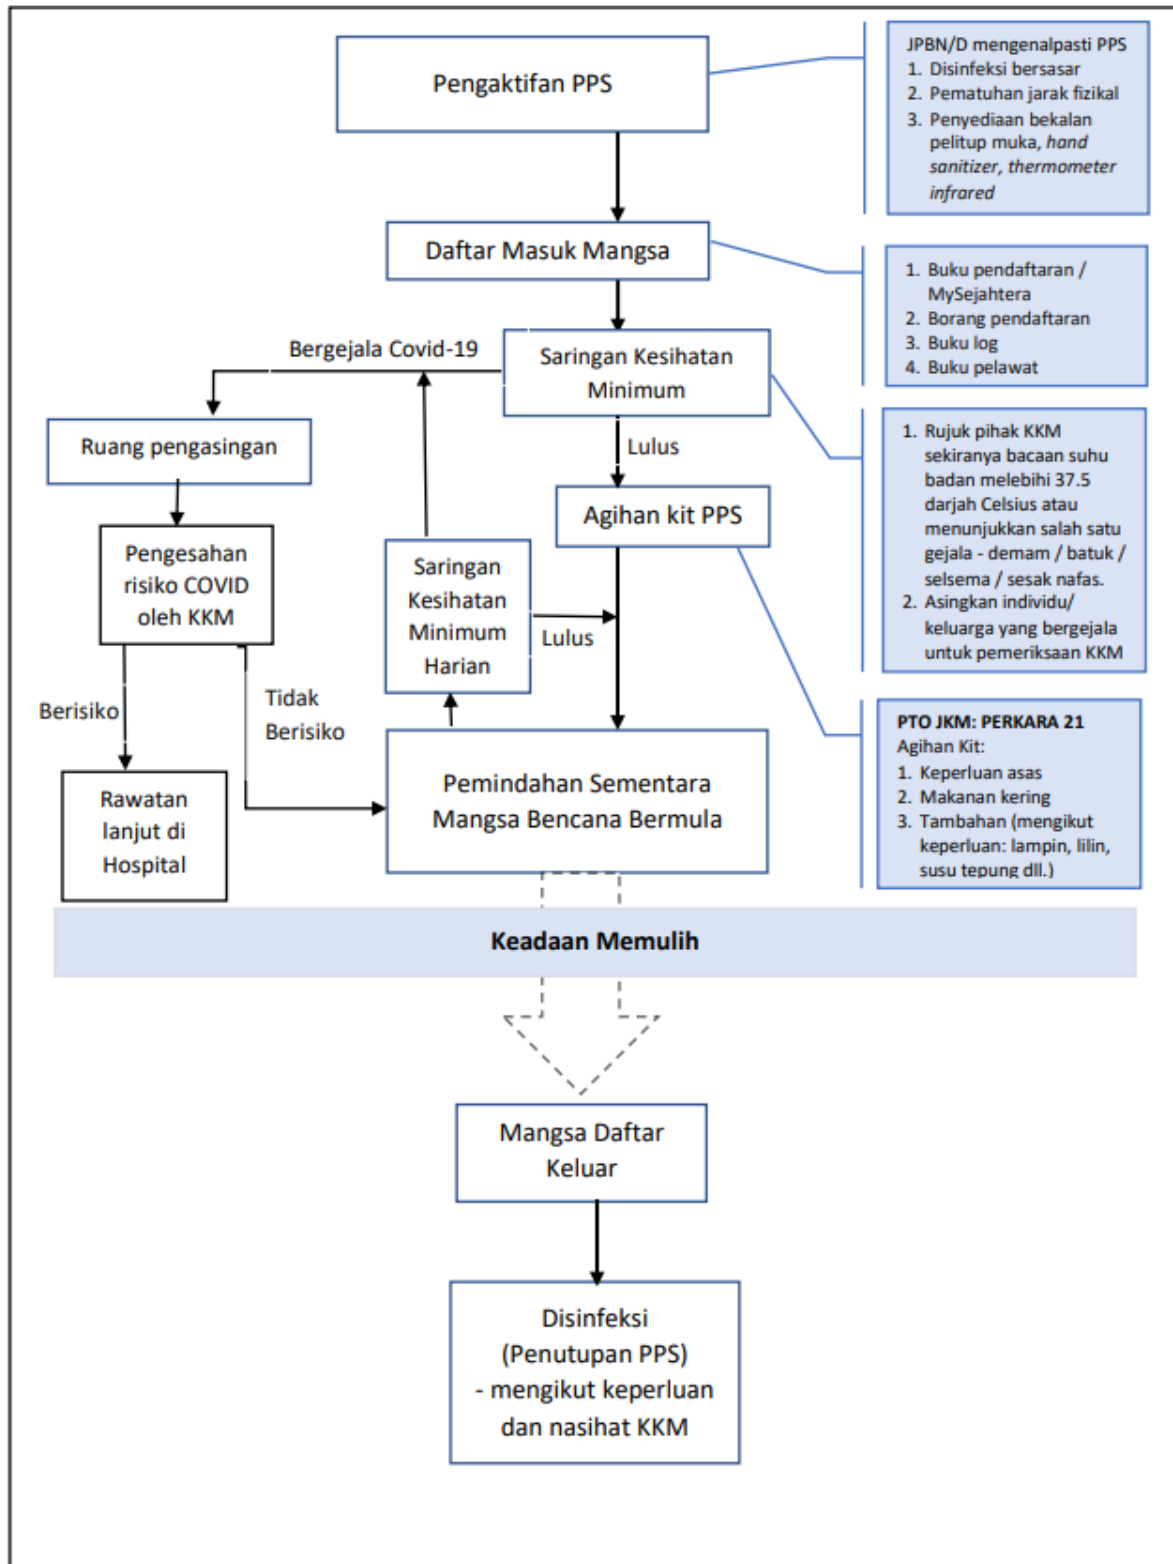 Pengaktifan PPS
JPBN/D mengenalpasti PPS
1. Disinfeksi bersasar
2. Pematuhan jarak fizikal
3. Penyediaan bekalan
pelitup muka, hand
sanitizer, thermometer
infrared
Daftar Masuk Mangsa
1. Buku pendaftaran /
MySejahtera
2. Borang pendaftaran
3. Buku log
4. Buku pelawat
Bergejala Covid-19
Saringan Kesihatan
Minimum
1. Rujuk pihak KKM
sekiranya bacaan suhu
badan melebihi 37.5
darjah Celsius atau
menunjukkan salah satu
gejala - demam / batuk /
selsema / sesak nafas.
2. Asingkan individu/
keluarga yang bergejala
untuk pemeriksaan KKM
Ruang pengasingan
Lulus
Agihan kit PPS
Pengesahan
risiko COVID
oleh KKM
Saringan
Kesihatan
Minimum
Harian
Lulus
Berisiko
Tidak
Berisiko
PTO JKM: PERKARA 21
Agihan Kit:
1. Keperluan asas
2. Makanan kering
3. Tambahan (mengikut
keperluan: lampin, lilin,
susu tepung dll.)
Rawatan
lanjut di
Hospital
Pemindahan Sementara
Mangsa Bencana Bermula
Keadaan Memulih
Mangsa Daftar
Keluar
Disinfeksi
(Penutupan PPS)
- mengikut keperluan
dan nasihat KKM